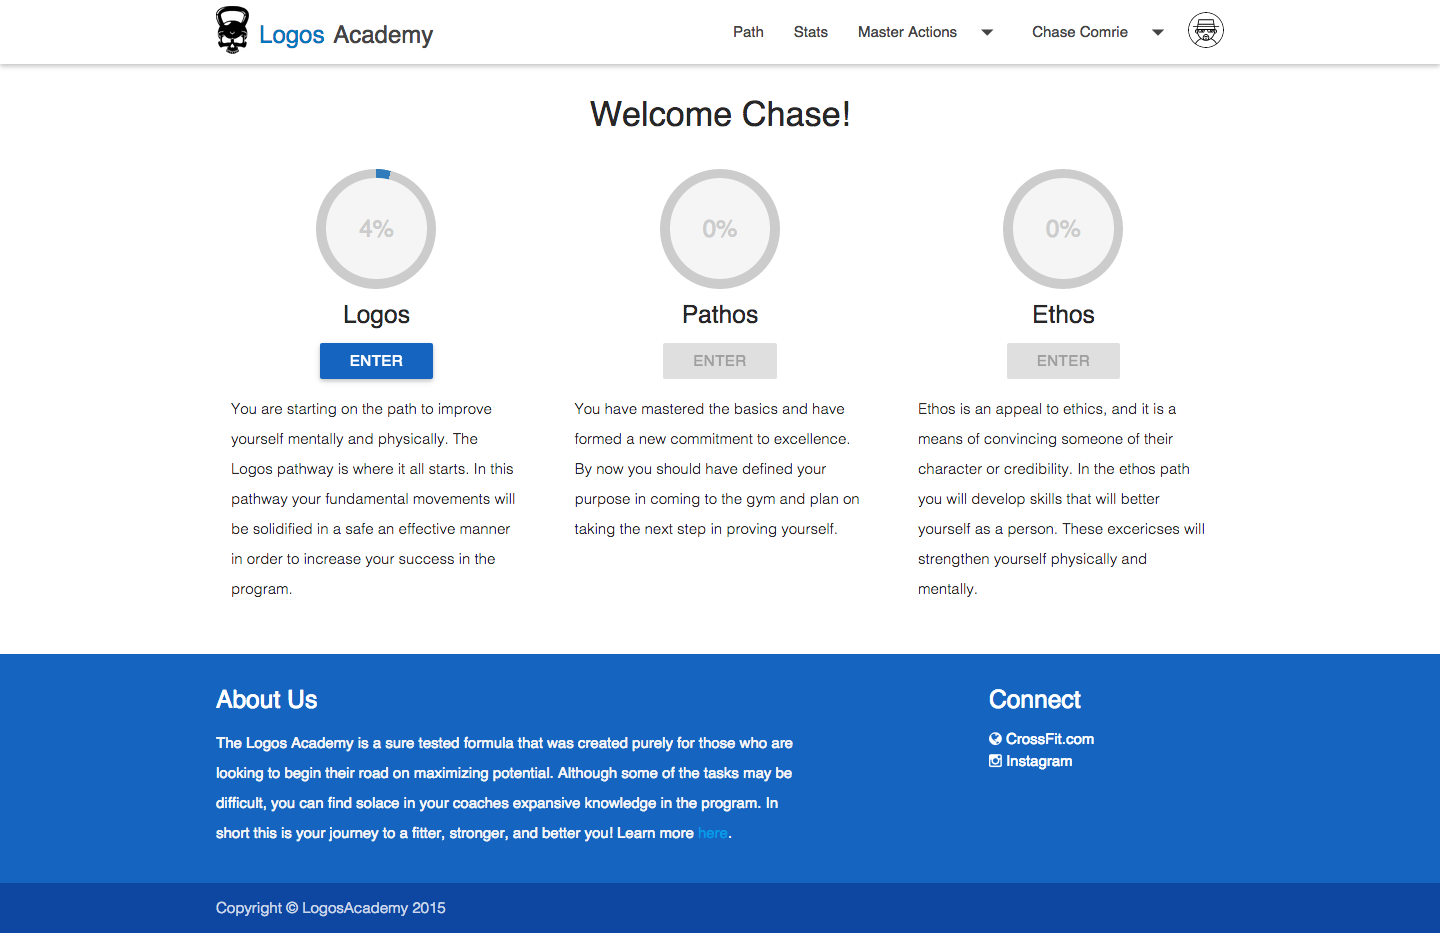 Logos Academy
Path Stats Master Actions Chase Comrie
Welcome Chase!
4%
Logos
ENTER
You are starting on the path to improve
yourself mentally and physically. The
Logos pathway is where it all starts. In this
pathway your fundamental movements will
be solidified in a safe an effective manner
in order to increase your success in the
program.
0%
Pathos
ENTER
You have mastered the basics and have
formed a new commitment to excellence.
By now you should have defined your
purpose in coming to the gym and plan on
taking the next step in proving yourself.
0%
Ethos
ENTER
Ethos is an appeal to ethics, and it is a
means of convincing someone of their
character or credibility. In the ethos path
you will develop skills that will better
yourself as a person. These excericses will
strengthen yourself physically and
mentally.
About Us
The Logos Academy is a sure tested formula that was created purely for those who are
looking to begin their road on maximizing potential. Although some of the tasks may be
difficult, you can find solace in your coaches expansive knowledge in the program. In
short this is your journey to a fitter, stronger, and better you! Learn more here.
Connect
CrossFit.com
Instagram
Copyright © LogosAcademy 2015